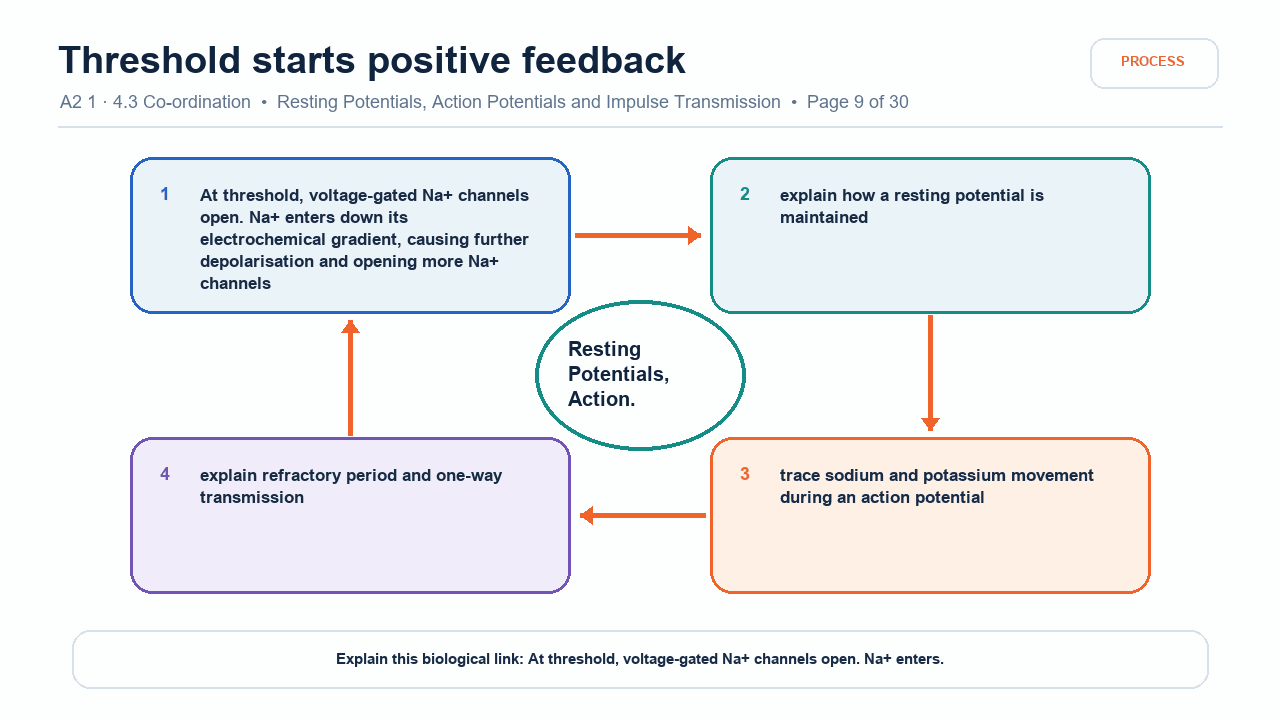 Threshold starts positive feedback
PROCESS
A2 1 · 4.3 Co-ordination • Resting Potentials, Action Potentials and Impulse Transmission • Page 9 of 30
1
At threshold, voltage-gated Na+ channels
open. Na+ enters down its
electrochemical gradient, causing further
depolarisation and opening more Na+
channels
2
explain how a resting potential is
maintained
Resting
Potentials,
Action.
4
explain refractory period and one-way
transmission
3
trace sodium and potassium movement
during an action potential
Explain this biological link: At threshold, voltage-gated Na+ channels open. Na+ enters.